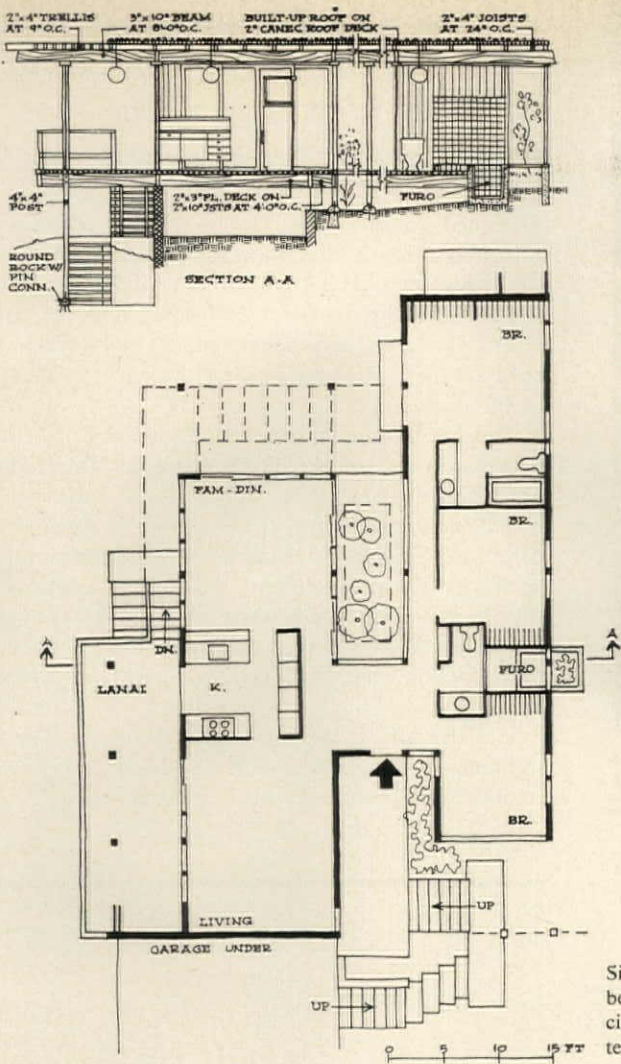 2"x4" TRELLIS
AT 9" O.C.
3"x10" BEAM
AT 8'-0" O.C.
BUILT-UP ROOF ON
2" CANEC ROOF DECK
2"x4" JOISTS
AT 24" O.C.
4"x4"
POST
2"x3" FL. DECK ON
2"x10" JSTS AT 4'-0" O.C.
FURO
ROUND
ROCK W/
PIN
CONN.
SECTION A-A
BR.
FAM-DIN.
BR.
A
DN.
LANAI
K.
FURO
A
BR.
LIVING
UP
GARAGE UNDER
UP
0 5 10 15 FT